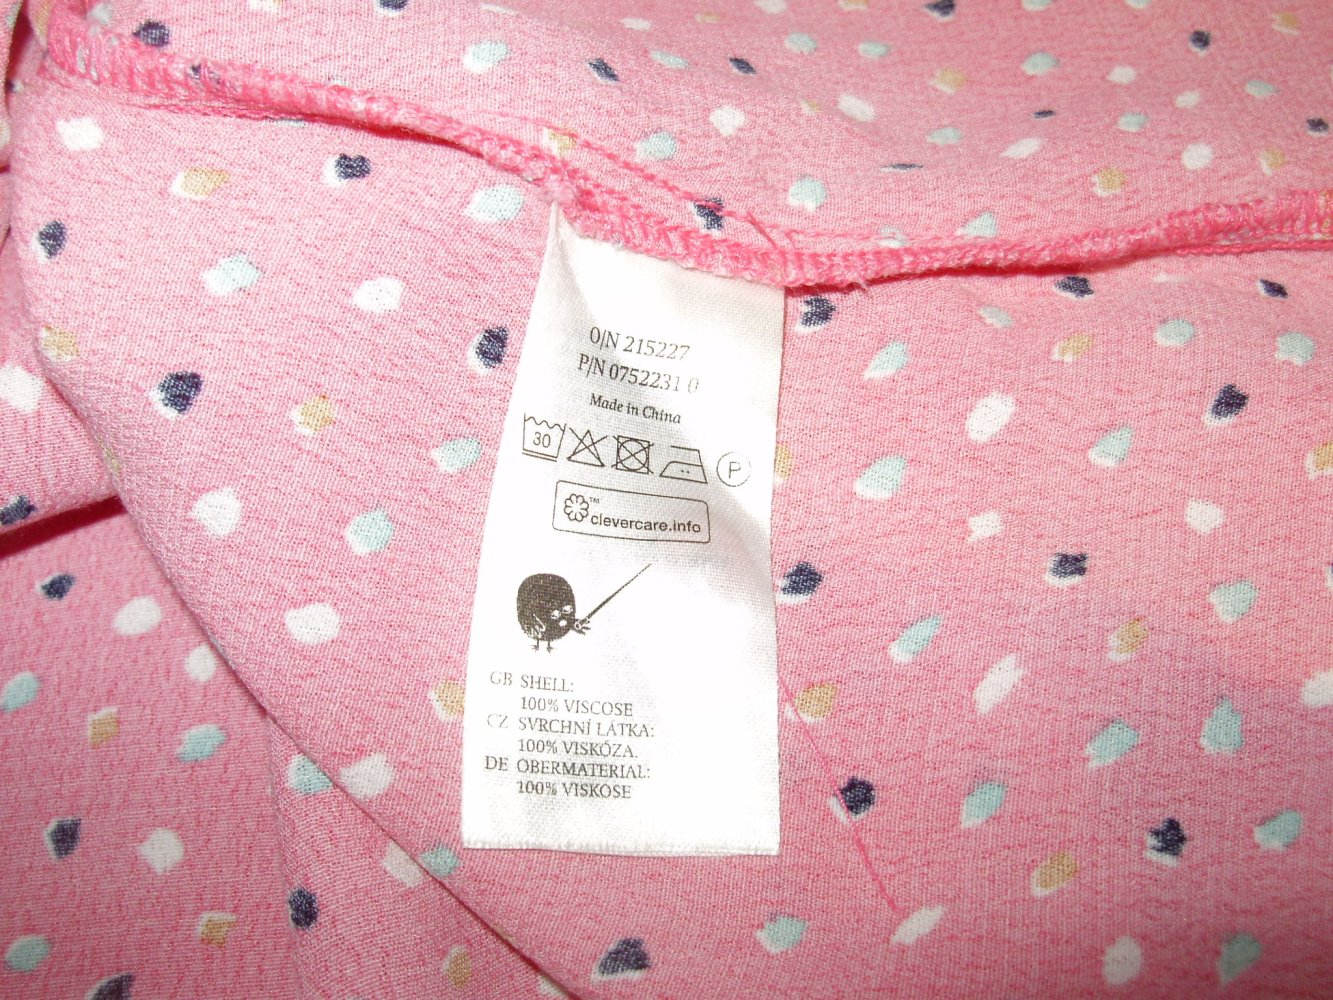 O/N 215227
P/N 0752231 0
Made in China
30 P
™
clevercare.info
GB SHELL:
100% VISCOSE
CZ SVRCHNÍ LÁTKA:
100% VISKÓZA.
DE OBERMATERIAL:
100% VISKOSE